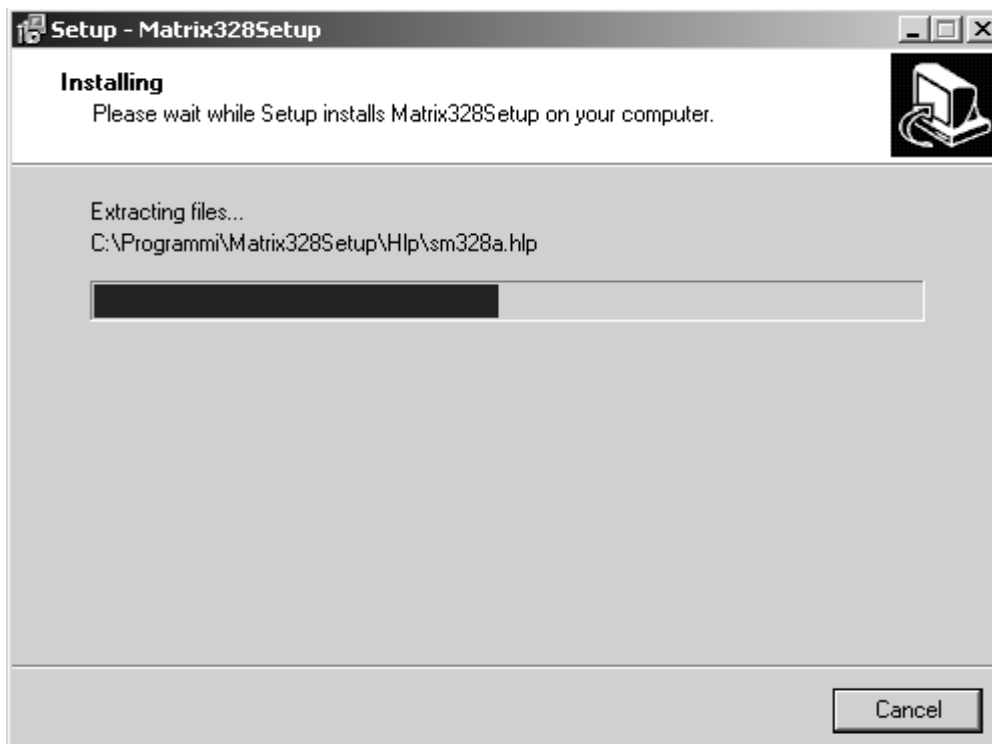 Setup - Matrix328Setup
Installing
Please wait while Setup installs Matrix328Setup on your computer.
Extracting files...
C:\Programmi\Matrix328Setup\Hlp\sm328a.hlp
Cancel